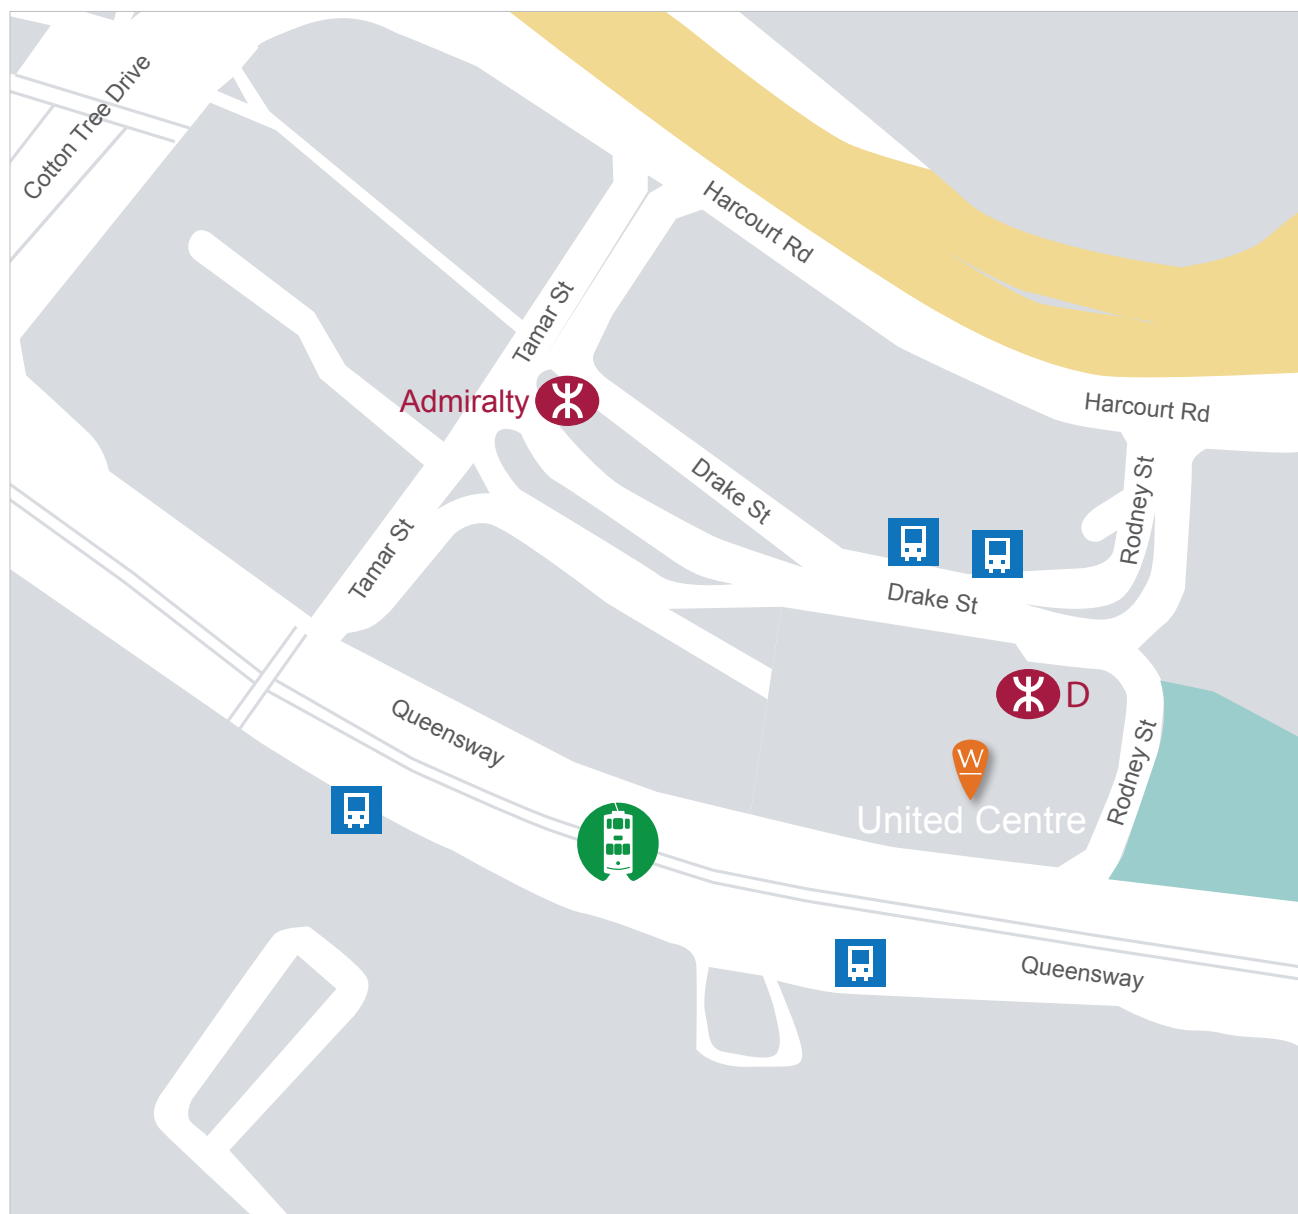 Cotton Tree Drive
Harcourt Rd
Tamar St
Admiralty
Harcourt Rd
Drake St
Rodney St
Tamar St
Drake St
D
Queensway
W
Rodney St
United Centre
Queensway